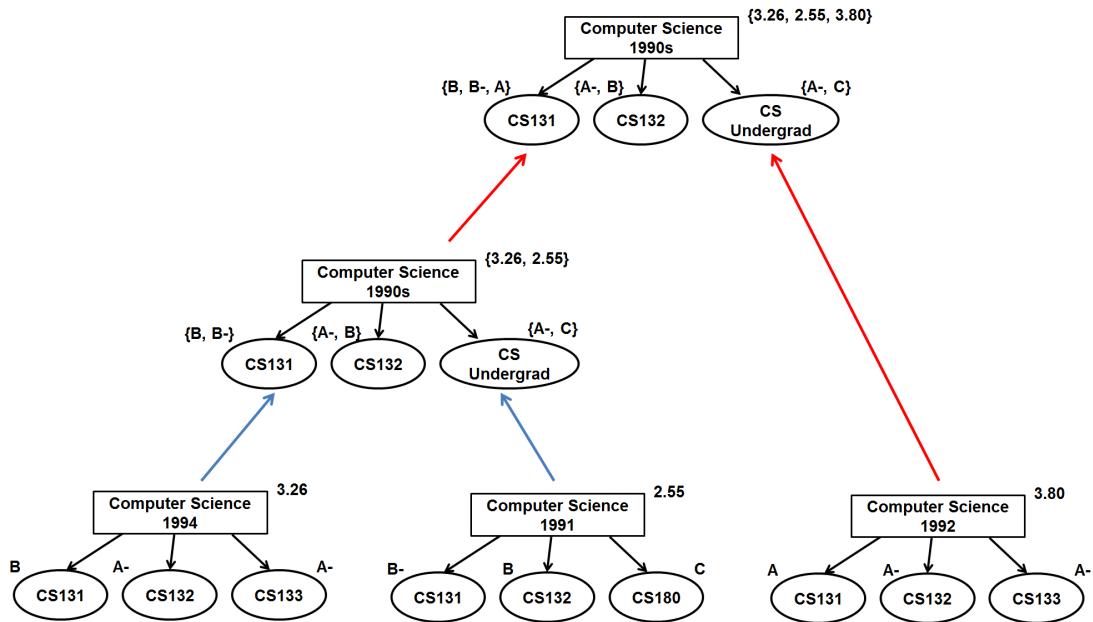 {3.26, 2.55, 3.80}
Computer Science
1990s
{B, B-, A}
{A-, B}
{A-, C}
CS131
CS132
CS
Undergrad
{3.26, 2.55}
Computer Science
1990s
{B, B-}
{A-, B}
{A-, C}
CS131
CS132
CS
Undergrad
3.26
Computer Science
1994
B
A-
A-
CS131
CS132
CS133
2.55
Computer Science
1991
B-
B
C
CS131
CS132
CS180
3.80
Computer Science
1992
A
A-
A-
CS131
CS132
CS133